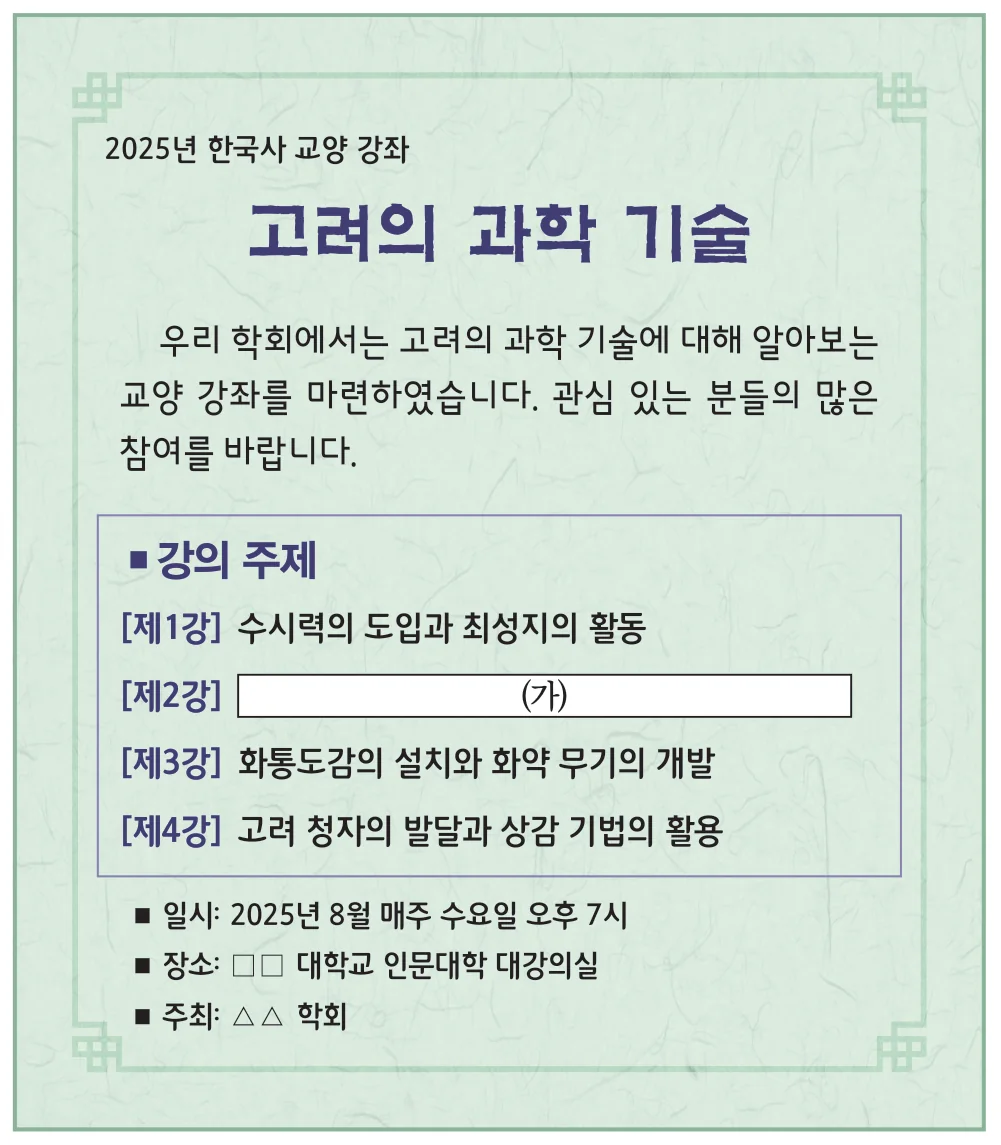 2025년 한국사 교양 강좌
고려의 과학 기술
우리 학회에서는 고려의 과학 기술에 대해 알아보는
교양 강좌를 마련하였습니다. 관심 있는 분들의 많은
참여를 바랍니다.
■ 강의 주제
[제1강] 수시력의 도입과 최성지의 활동
[제2강] (가)
[제3강] 화통도감의 설치와 화약 무기의 개발
[제4강] 고려 청자의 발달과 상감 기법의 활용
■ 일시: 2025년 8월 매주 수요일 오후 7시
■ 장소: □□ 대학교 인문대학 대강의실
■ 주최: △△ 학회